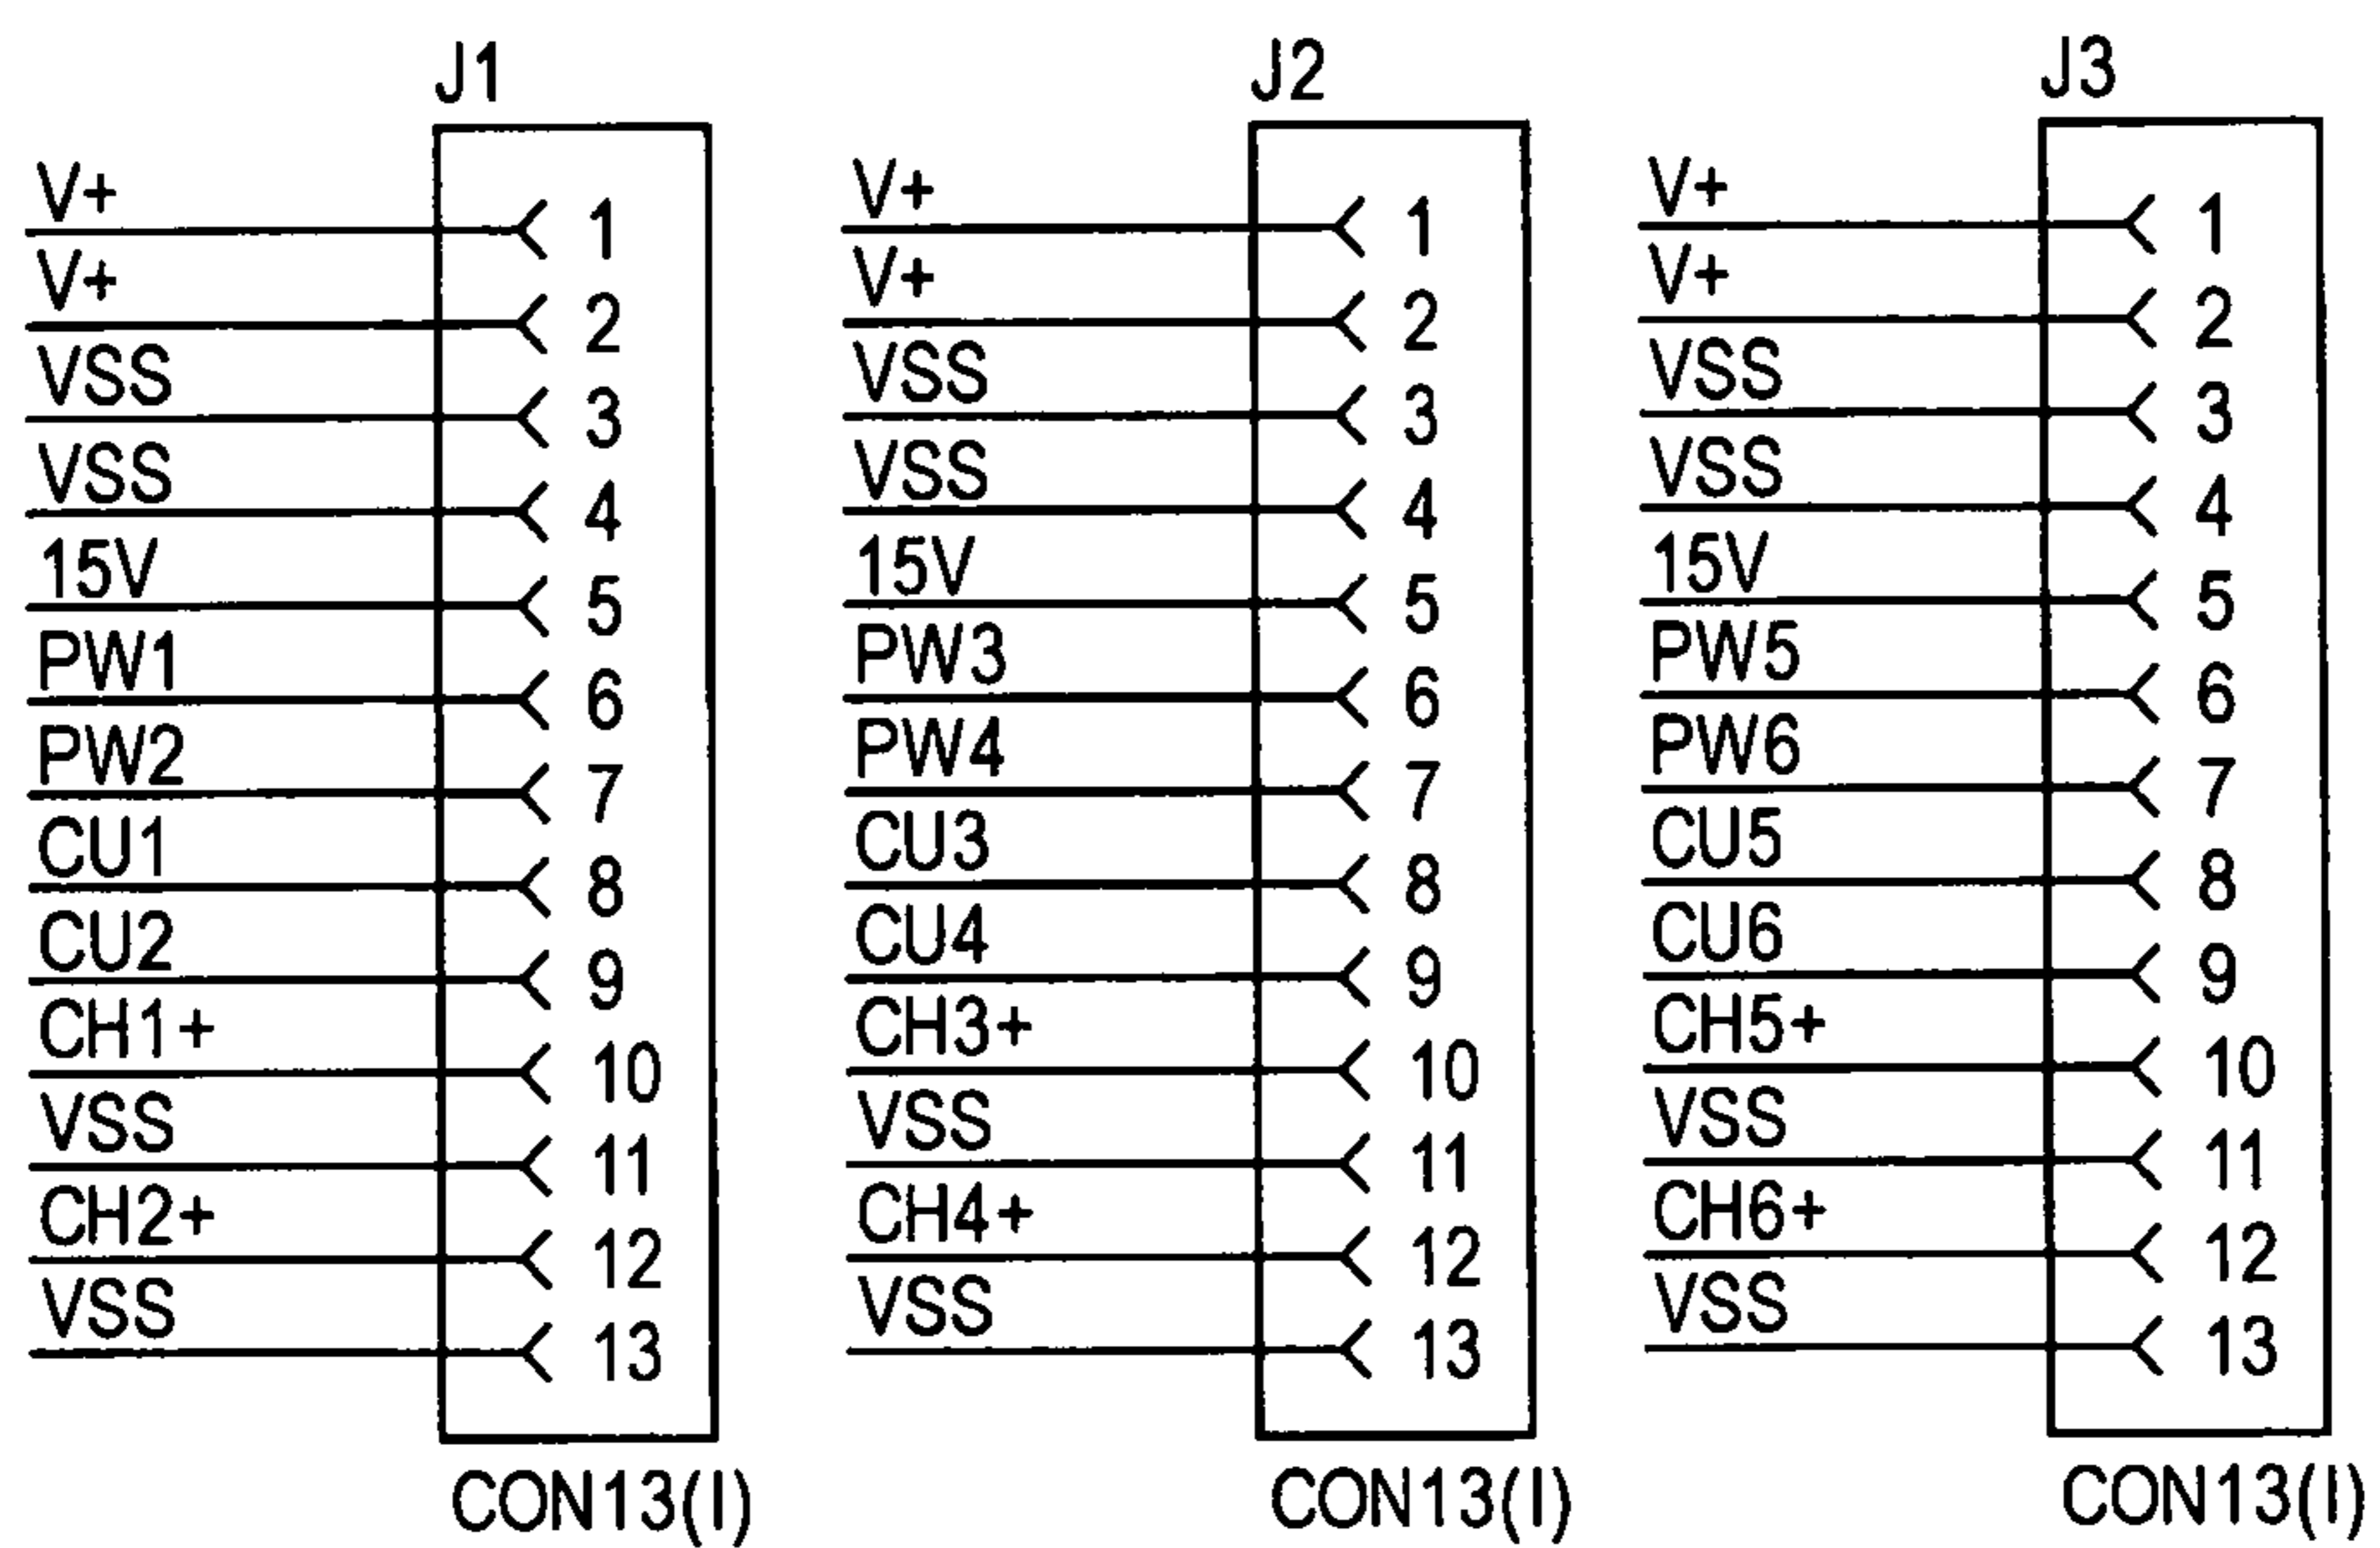 J1
V+ 1
V+ 2
VSS 3
VSS 4
15V 5
PW1 6
PW2 7
CU1 8
CU2 9
CH1+ 10
VSS 11
CH2+ 12
VSS 13
CON13(I)
J2
V+ 1
V+ 2
VSS 3
VSS 4
15V 5
PW3 6
PW4 7
CU3 8
CU4 9
CH3+ 10
VSS 11
CH4+ 12
VSS 13
CON13(I)
J3
V+ 1
V+ 2
VSS 3
VSS 4
15V 5
PW5 6
PW6 7
CU5 8
CU6 9
CH5+ 10
VSS 11
CH6+ 12
VSS 13
CON13(I)